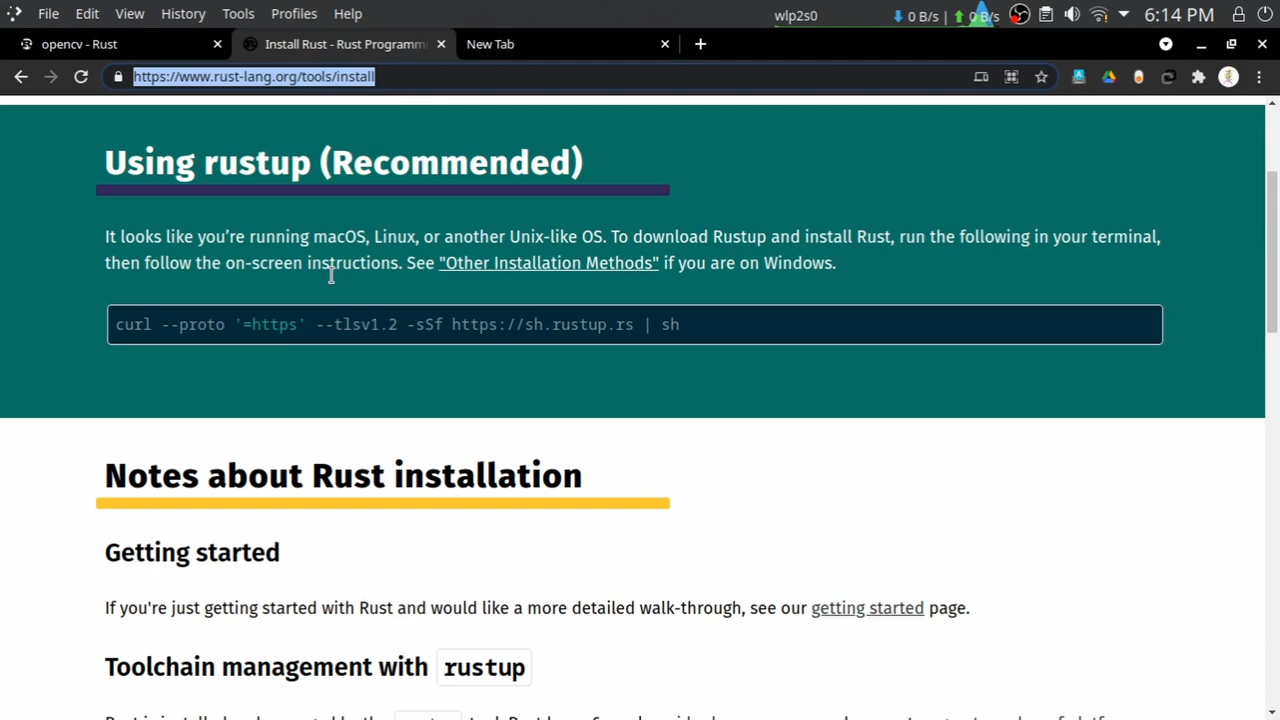 File Edit View History Tools Profiles Help wlp2s0 0 B/s 0 B/s 6:14 PM
opencv - Rust Install Rust - Rust Programmi New Tab
https://www.rust-lang.org/tools/install
Using rustup (Recommended)
It looks like you’re running macOS, Linux, or another Unix-like OS. To download Rustup and install Rust, run the following in your terminal,
then follow the on-screen instructions. See "Other Installation Methods" if you are on Windows.
curl --proto '=https' --tlsv1.2 -sSf https://sh.rustup.rs | sh
Notes about Rust installation
Getting started
If you're just getting started with Rust and would like a more detailed walk-through, see our getting started page.
Toolchain management with rustup